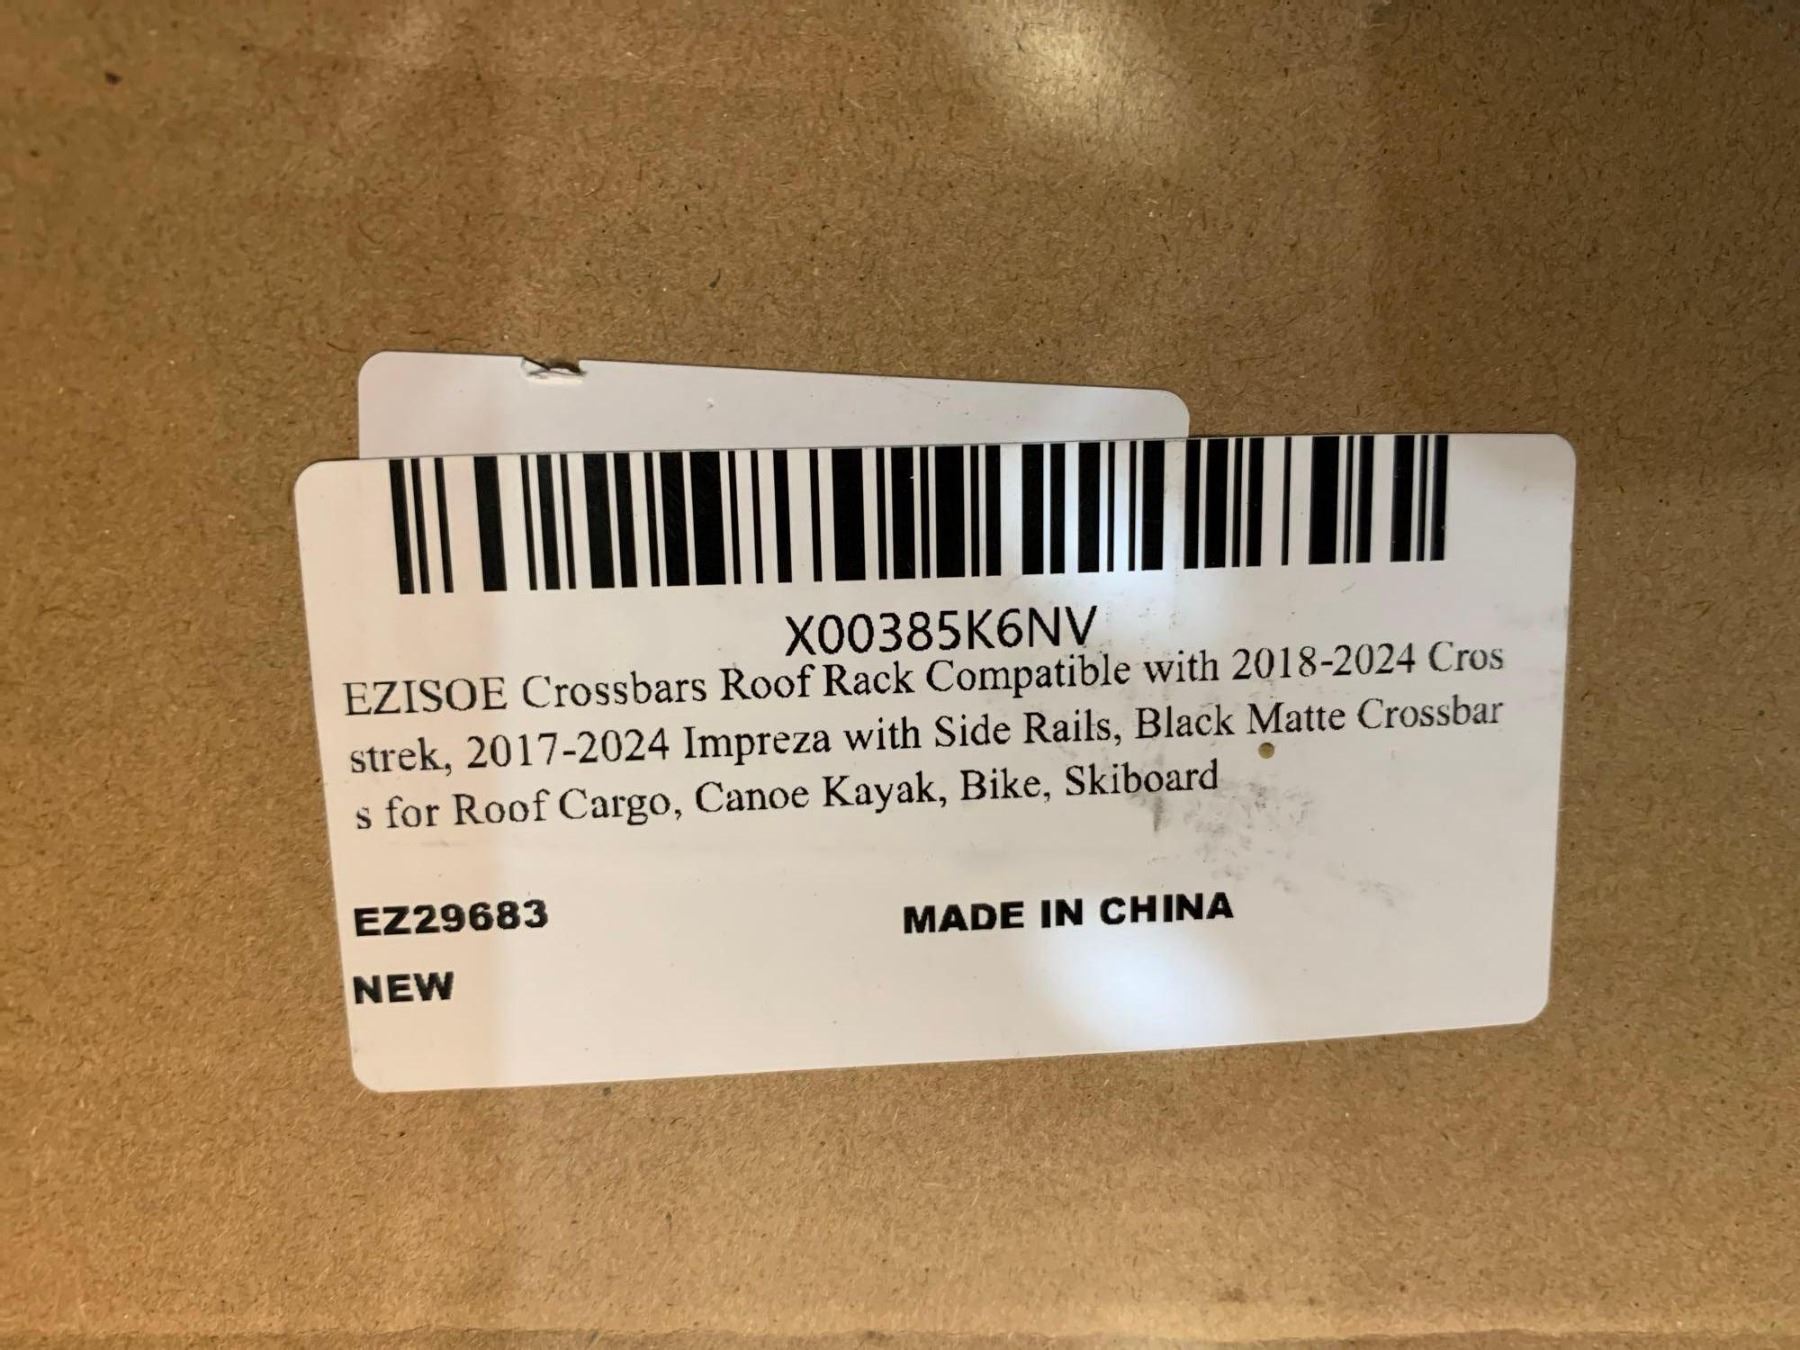 X00385K6NV
EZISOE Crossbars Roof Rack Compatible with 2018-2024 Cros
strek, 2017-2024 Impreza with Side Rails, Black Matte Crossbar
s for Roof Cargo, Canoe Kayak, Bike, Skiboard
EZ29683 MADE IN CHINA
NEW